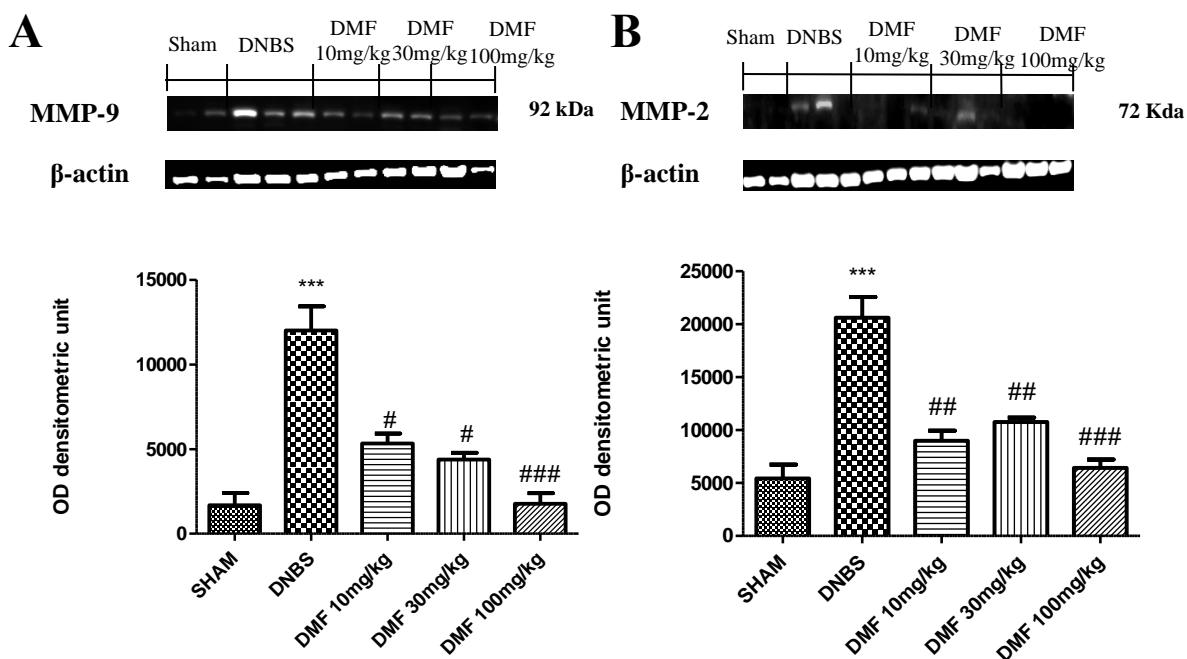 A
Sham
DNBS
DMF
10mg/kg
DMF
30mg/kg
DMF
100mg/kg
MMP-9
92 kDa
β-actin
15000
10000
5000
0
OD densitometric unit
***
#
#
###
SHAM
DNBS
DMF 10mg/kg
DMF 30mg/kg
DMF 100mg/kg
B
Sham
DNBS
DMF
10mg/kg
DMF
30mg/kg
DMF
100mg/kg
MMP-2
72 Kda
β-actin
25000
20000
15000
10000
5000
0
OD densitometric unit
***
##
##
###
SHAM
DNBS
DMF 10mg/kg
DMF 30mg/kg
DMF 100mg/kg